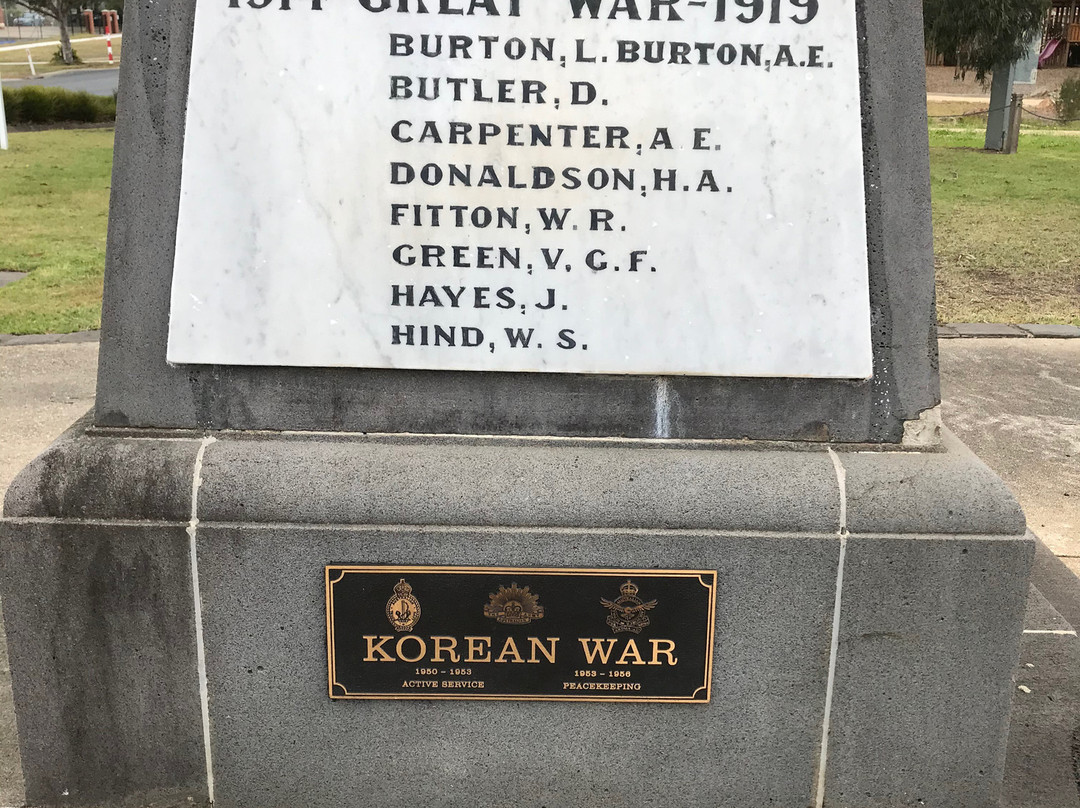 1914 GREAT WAR-1919
BURTON, L. BURTON, A.E.
BUTLER, D.
CARPENTER, A E.
DONALDSON, H.A.
FITTON, W. R.
GREEN, V. G. F.
HAYES, J.
HIND, W. S.
KOREAN WAR
1950 - 1953
ACTIVE SERVICE
1953 - 1956
PEACEKEEPING